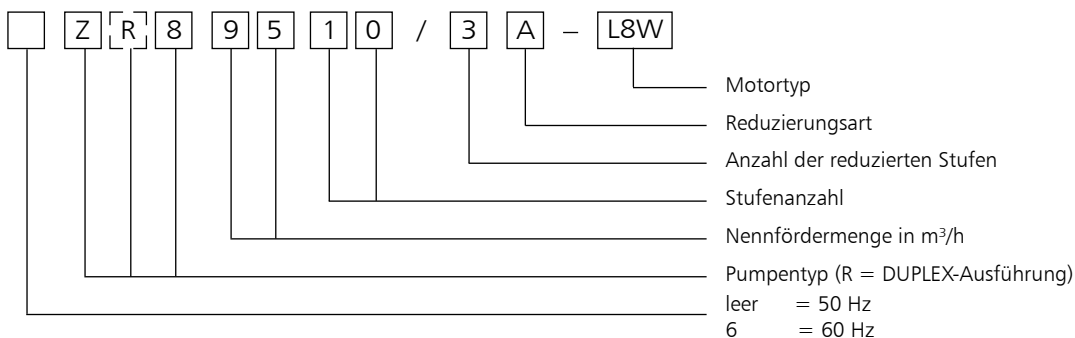 Z R 8 9 5 1 0 / 3 A – L8W
Motortyp
Reduzierungsart
Anzahl der reduzierten Stufen
Stufenanzahl
Nennfördermenge in m³/h
Pumpentyp (R = DUPLEX-Ausführung)
leer = 50 Hz
6 = 60 Hz